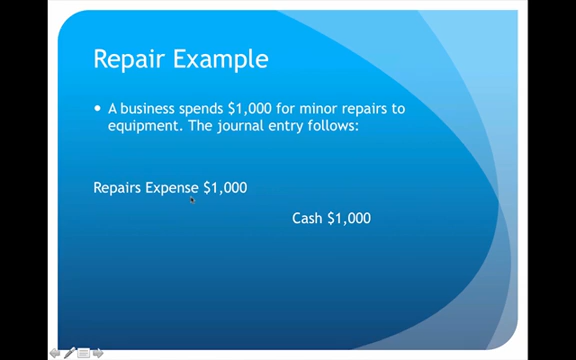 Repair Example
• A business spends $1,000 for minor repairs to
equipment. The journal entry follows:
Repairs Expense $1,000
Cash $1,000